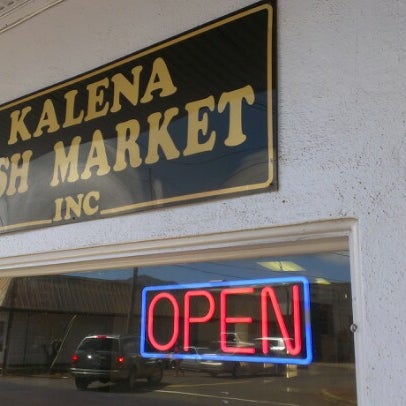 KALENA
SH MARKET
INC
OPEN